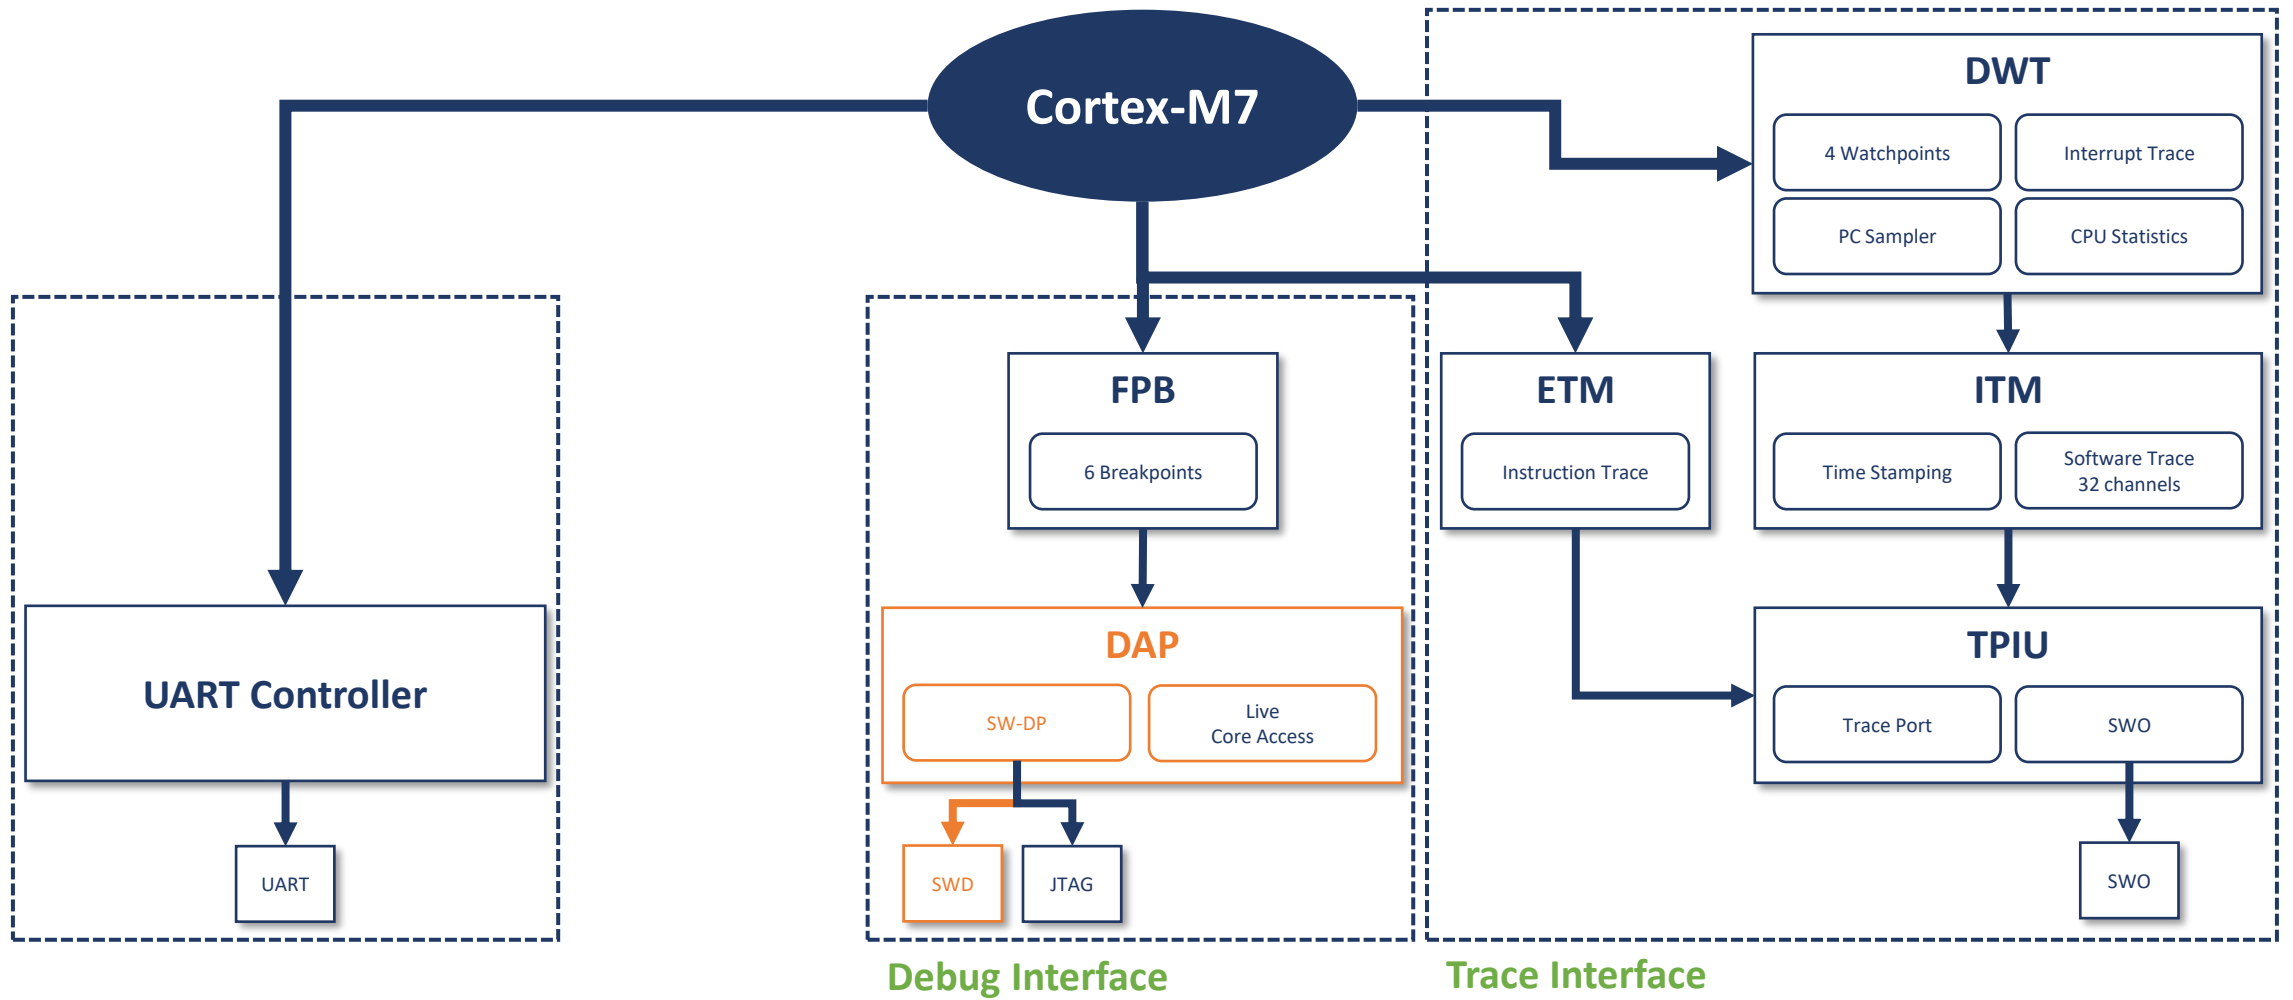 Cortex-M7
DWT
4 Watchpoints
Interrupt Trace
PC Sampler
CPU Statistics
FPB
6 Breakpoints
ETM
Instruction Trace
ITM
Time Stamping
Software Trace
32 channels
UART Controller
DAP
SW-DP
Live
Core Access
TPIU
Trace Port
SWO
UART
SWD
JTAG
SWO
Debug Interface
Trace Interface